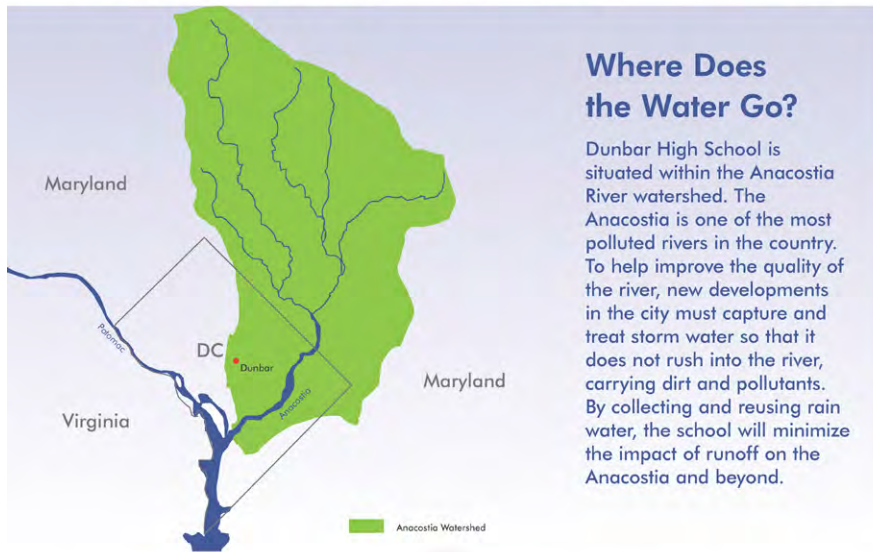 Where Does
the Water Go?
Dunbar High School is
situated within the Anacostia
River watershed. The
Anacostia is one of the most
polluted rivers in the country.
To help improve the quality of
the river, new developments
in the city must capture and
treat storm water so that it
does not rush into the river,
carrying dirt and pollutants.
By collecting and reusing rain
water, the school will minimize
the impact of runoff on the
Anacostia and beyond.
Maryland
Potomac
DC
Dunbar
Anacostia
Maryland
Virginia
Anacostia Watershed